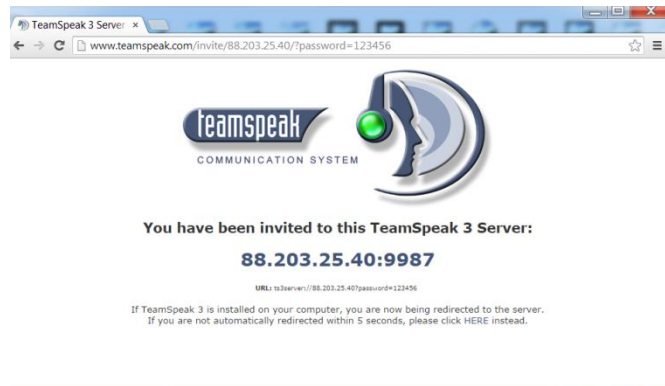 TeamSpeak 3 Server
www.teamspeak.com/invite/88.203.25.40/?password=123456
teamspeak
COMMUNICATION SYSTEM
You have been invited to this TeamSpeak 3 Server:
88.203.25.40:9987
URL: ts3server://88.203.25.40?password=123456
If TeamSpeak 3 is installed on your computer, you are now being redirected to the server.
If you are not automatically redirected within 5 seconds, please click HERE instead.